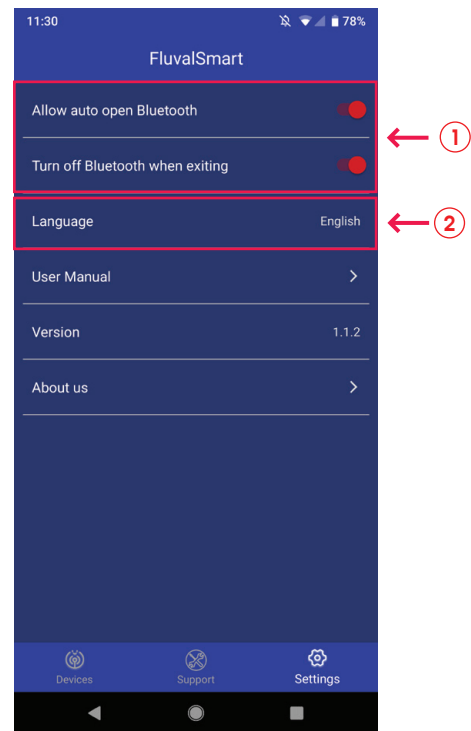 11:30 78%
FluvalSmart
Allow auto open Bluetooth
1
Turn off Bluetooth when exiting
Language English
2
User Manual
Version 1.1.2
About us
Devices Support Settings